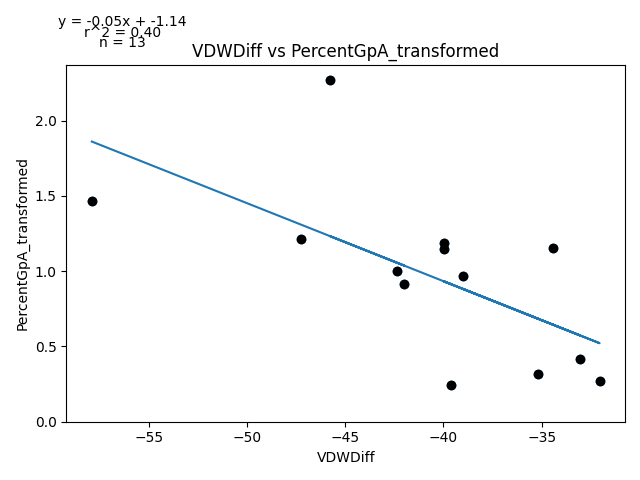 y = -0.05x + -1.14
r^2 = 0.40
n = 13
VDWDiff vs PercentGpA_transformed
PercentGpA_transformed
2.0
1.5
1.0
0.5
0.0
−55
−50
−45
−40
−35
VDWDiff